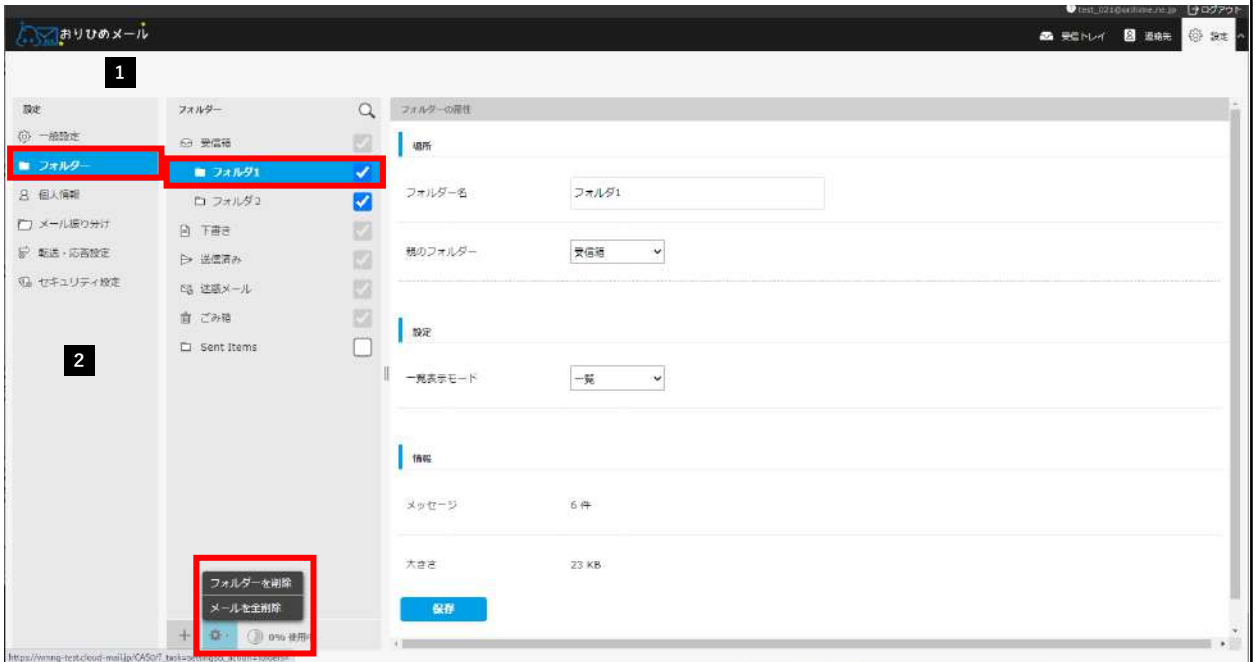 ログアウト
おりひめメール
受信トレイ
連絡先
設定
1
設定
一般設定
フォルダー
個人情報
メール振り分け
転送・応答設定
セキュリティ設定
2
フォルダー
受信箱
フォルダ1
フォルダ2
下書き
送信済み
迷惑メール
ごみ箱
Sent Items
フォルダーを削除
メールを全削除
0% 使用
フォルダーの属性
場所
フォルダー名
フォルダ1
親のフォルダー
受信箱
設定
一覧表示モード
一覧
情報
メッセージ
6 件
大きさ
23 KB
保存